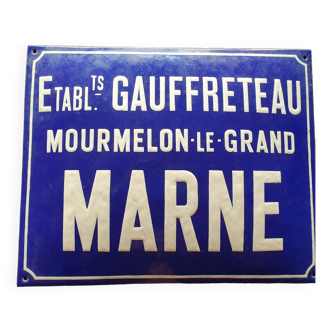 ETABL.TS GAUFFRETEAU
MOURMELON·LE·GRAND
MARNE